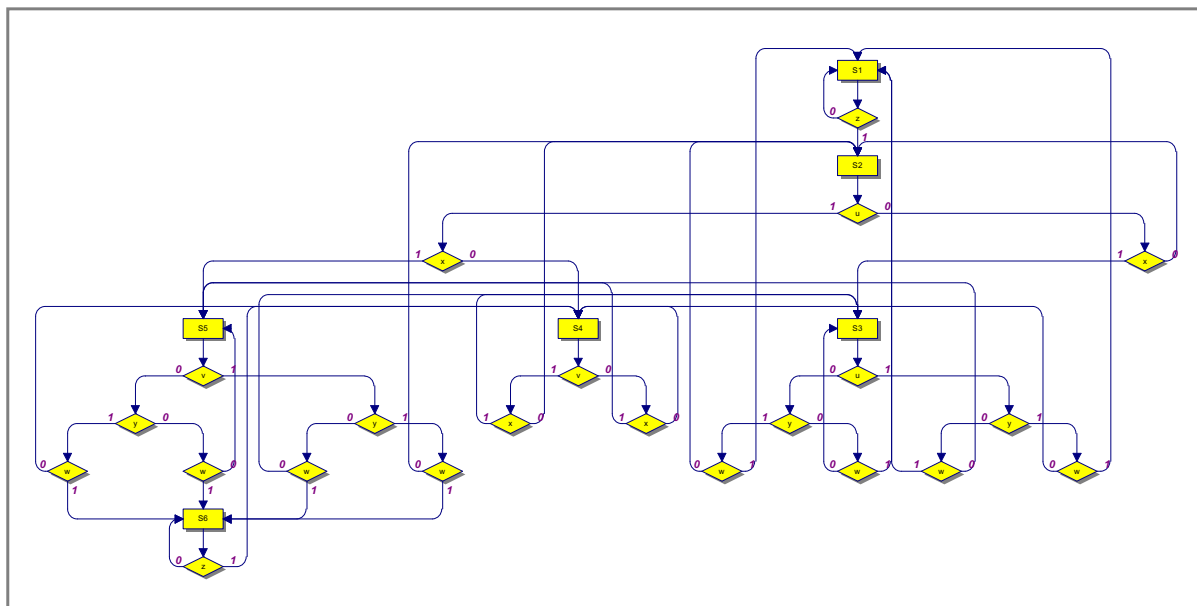 S1
0 z
1
S2
1 u 0
1 x 0 1 x 0
S5 S4 S3
0 v 1 1 v 0 0 u 1
1 y 0 0 y 1 1 x 0 1 x 0 1 y 0 0 y 1
0 w w 0 0 w 0 w 0 w 1 0 w 1 1 w 0 0 w 1
1 1 1 1
S6
0 z 1